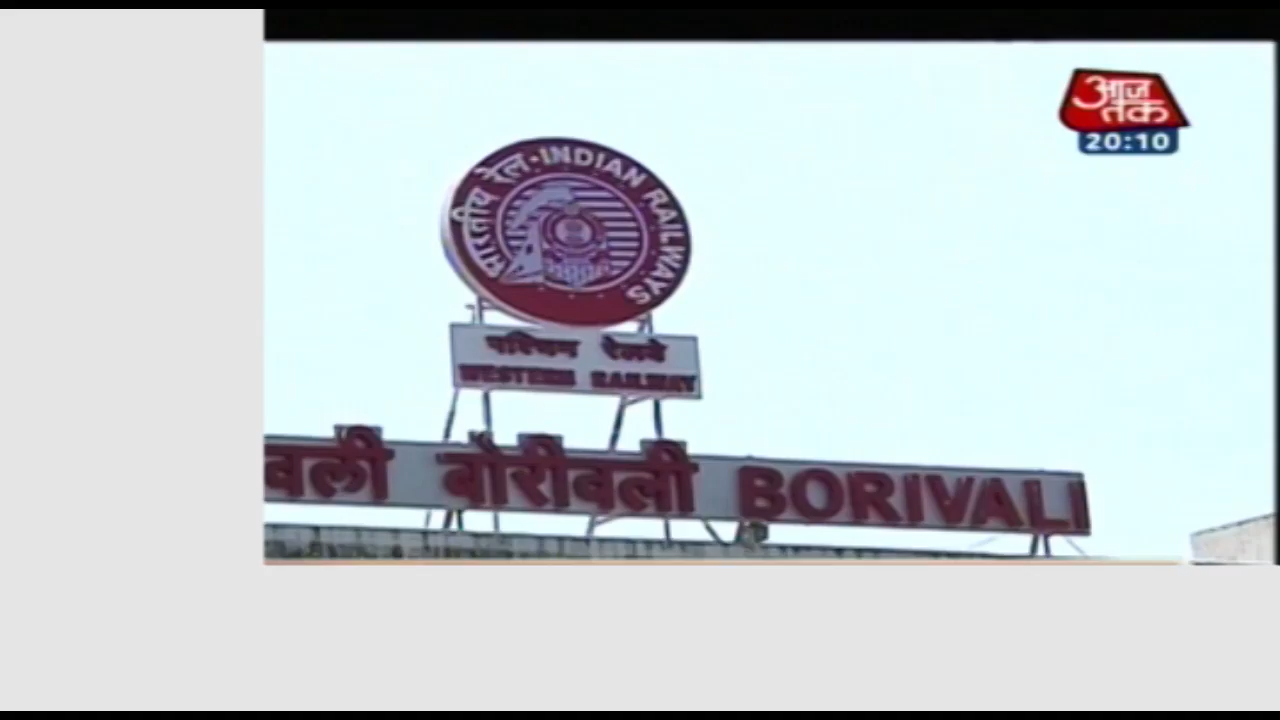 आज
तक
20:10
भारतीय रेल-INDIAN RAILWAYS
पश्चिम रेलवे
WESTERN RAILWAY
वली बोरीवली BORIVALI